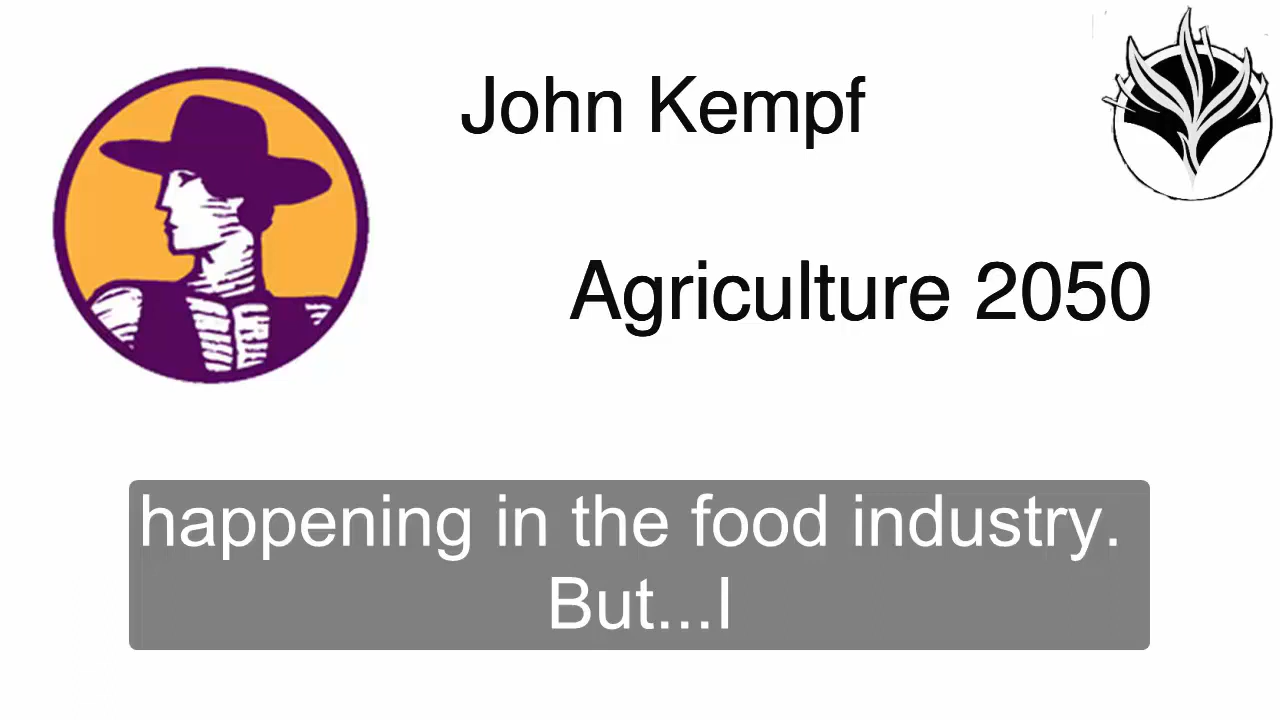 John Kempf
Agriculture 2050
happening in the food industry.
But...I